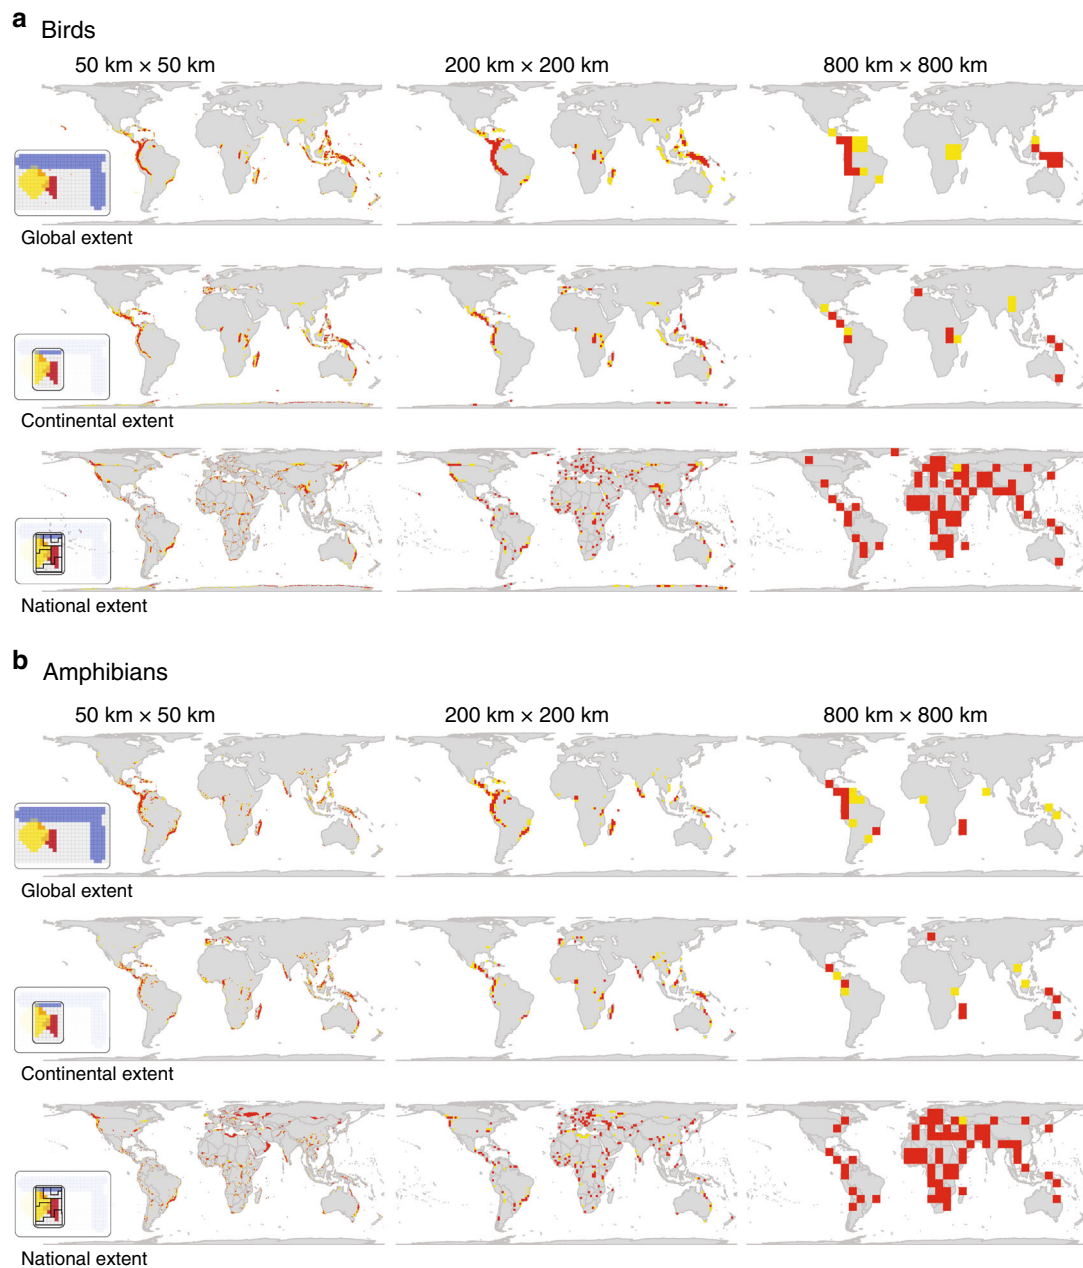 a Birds
50 km × 50 km 200 km × 200 km 800 km × 800 km
Global extent
Continental extent
National extent
b Amphibians
50 km × 50 km 200 km × 200 km 800 km × 800 km
Global extent
Continental extent
National extent